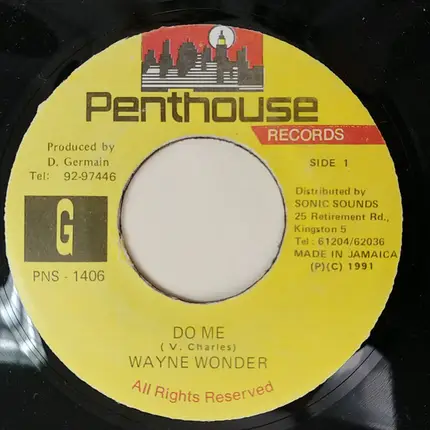 Penthouse
RECORDS
Produced by
D. Germain
Tel: 92-97446
G
PNS - 1406
SIDE 1
Distributed by
SONIC SOUNDS
25 Retirement Rd.,
Kingston 5
Tel: 61204/62036
MADE IN JAMAICA
(P)(C) 1991
DO ME
( V. Charles)
WAYNE WONDER
All Rights Reserved